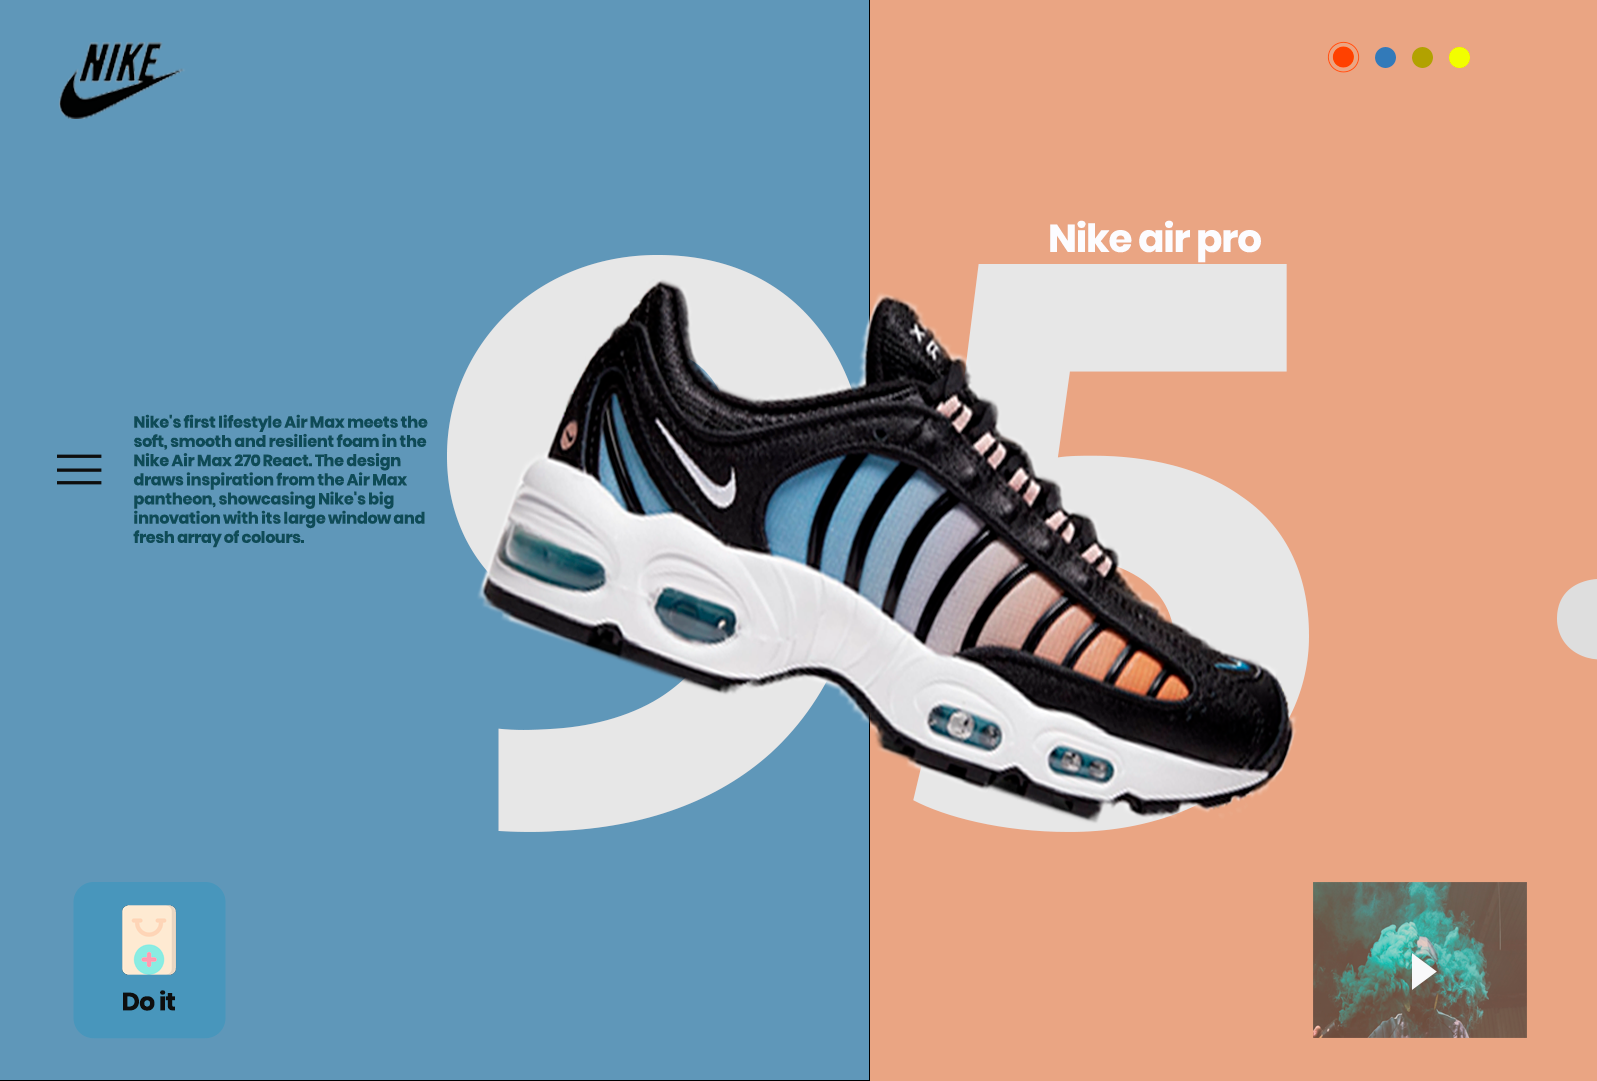 NIKE
Nike air pro
95
Nike's first lifestyle Air Max meets the
soft, smooth and resilient foam in the
Nike Air Max 270 React. The design
draws inspiration from the Air Max
pantheon, showcasing Nike's big
innovation with its large window and
fresh array of colours.
Do it